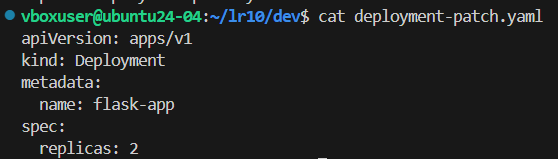 vboxuser@ubuntu24-04:~/lr10/dev$ cat deployment-patch.yaml
apiVersion: apps/v1
kind: Deployment
metadata:
  name: flask-app
spec:
  replicas: 2